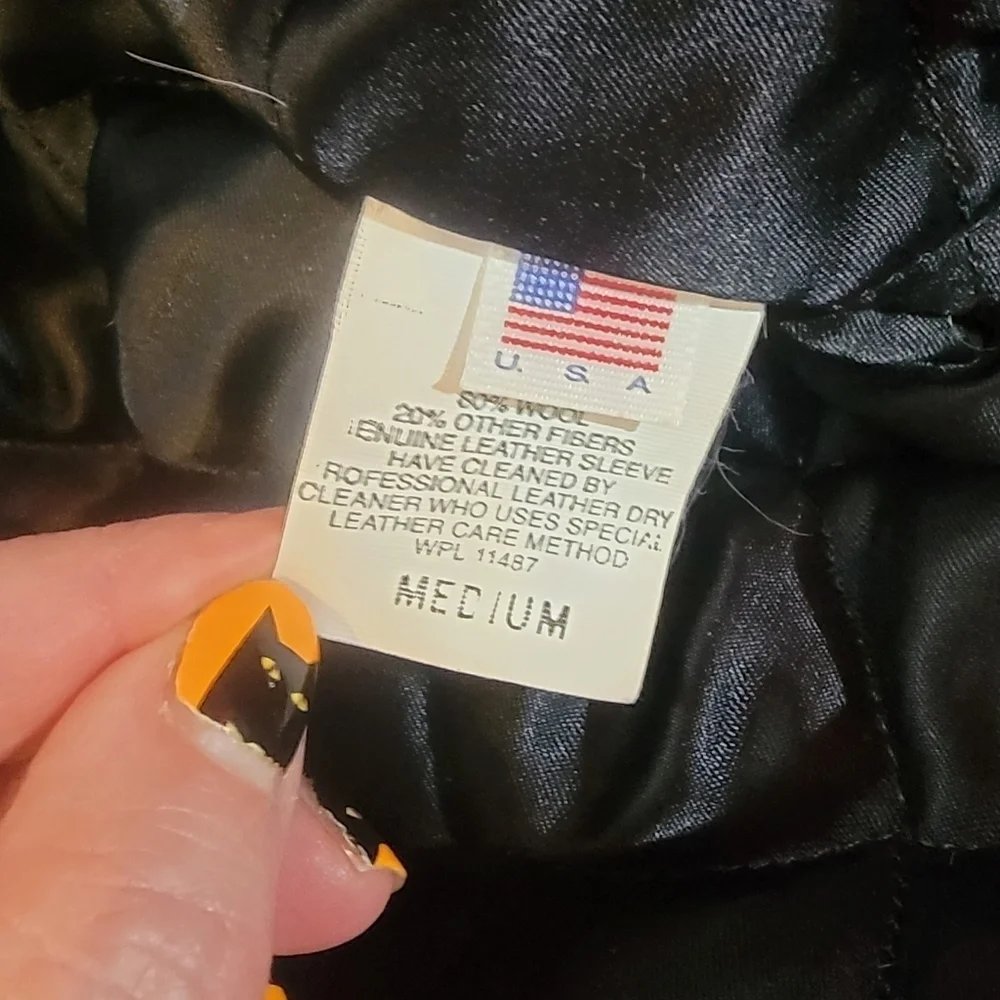 U. S A
80% WOOL
20% OTHER FIBERS
ENUINE LEATHER SLEEVE
HAVE CLEANED BY
ROFESSIONAL LEATHER DRY
CLEANER WHO USES SPECIAL
LEATHER CARE METHOD
WPL 11487
MEDIUM